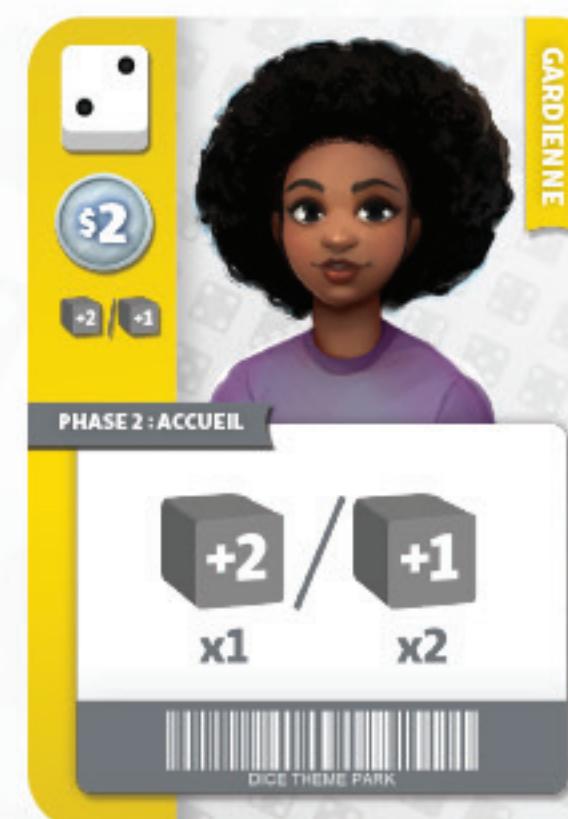 GARDIENNE
$2
+2 / +1
PHASE 2 : ACCUEIL
+2 / +1
x1 x2
DICE THEME PARK